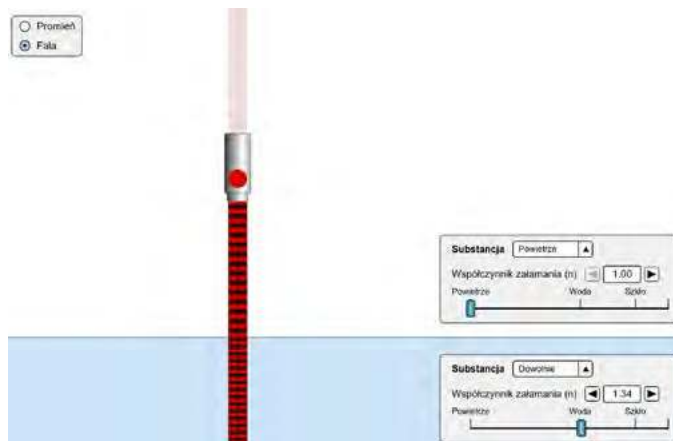 Promień
Fala
Substancja Powietrze
Współczynnik załamania (n) 1.00
Powietrze Woda Szkło
Substancja Dowolnie
Współczynnik załamania (n) 1.34
Powietrze Woda Szkło